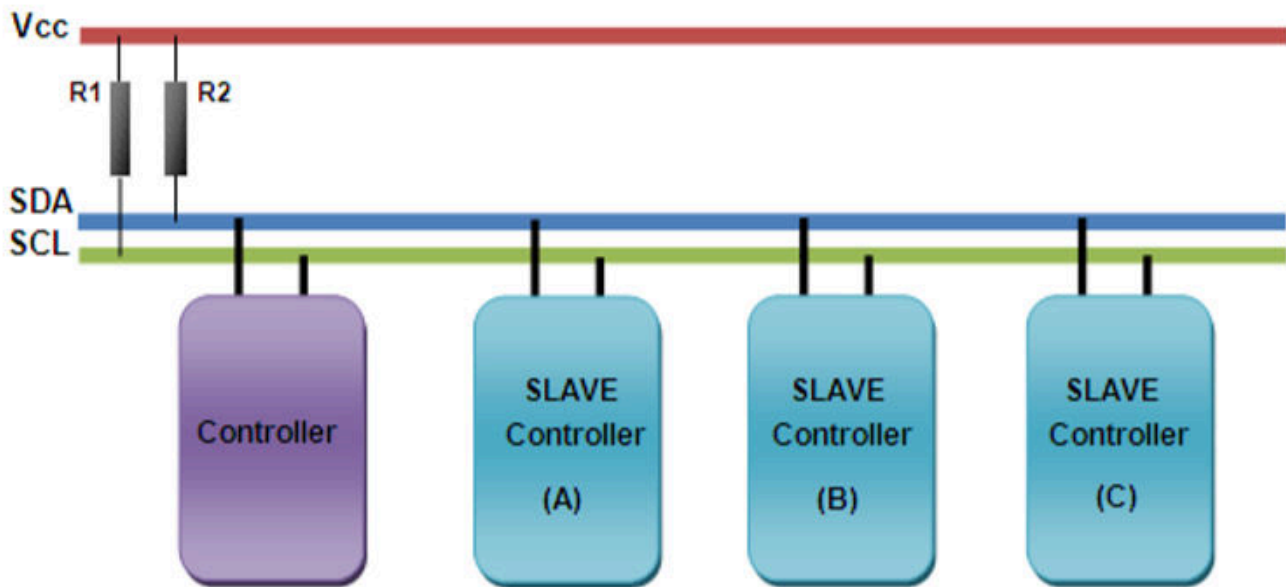 Vcc
R1
R2
SDA
SCL
Controller
SLAVE
Controller
(A)
SLAVE
Controller
(B)
SLAVE
Controller
(C)